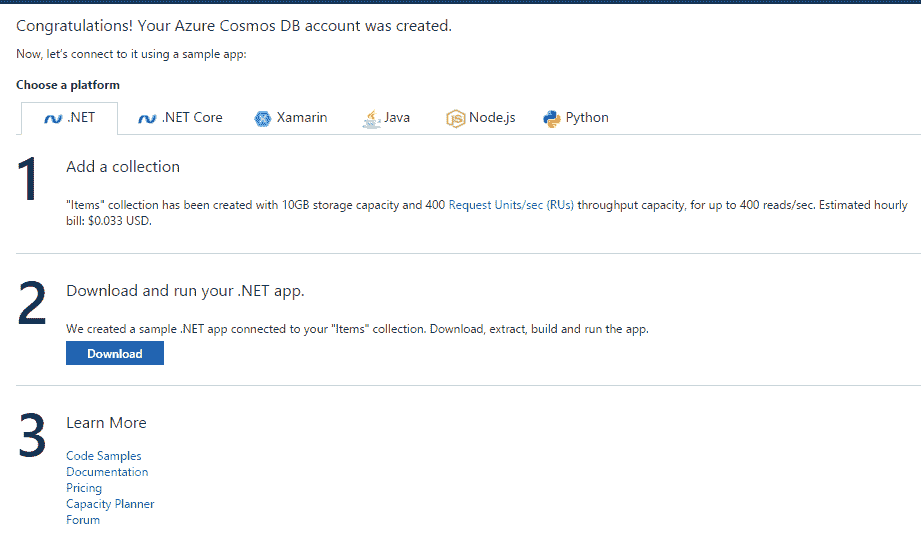 Congratulations! Your Azure Cosmos DB account was created.
Now, let's connect to it using a sample app:
Choose a platform
.NET .NET Core Xamarin Java JS Node.js Python
1 Add a collection
"Items" collection has been created with 10GB storage capacity and 400 Request Units/sec (RUs) throughput capacity, for up to 400 reads/sec. Estimated hourly
bill: $0.033 USD.
2 Download and run your .NET app.
We created a sample .NET app connected to your "Items" collection. Download, extract, build and run the app.
Download
3 Learn More
Code Samples
Documentation
Pricing
Capacity Planner
Forum